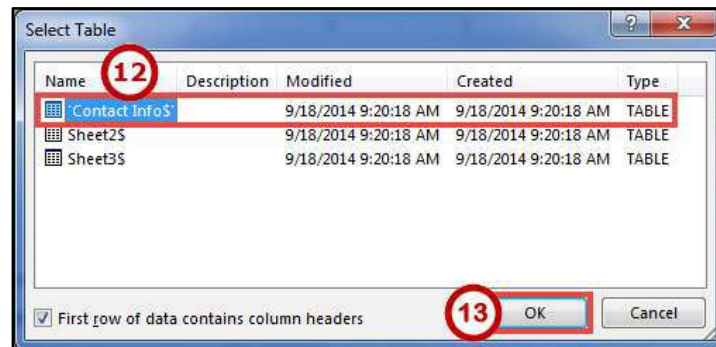 Select Table
?
X
12
Name Description Modified Created Type
'Contact Info$' 9/18/2014 9:20:18 AM 9/18/2014 9:20:18 AM TABLE
Sheet2$ 9/18/2014 9:20:18 AM 9/18/2014 9:20:18 AM TABLE
Sheet3$ 9/18/2014 9:20:18 AM 9/18/2014 9:20:18 AM TABLE
First row of data contains column headers
13
OK Cancel